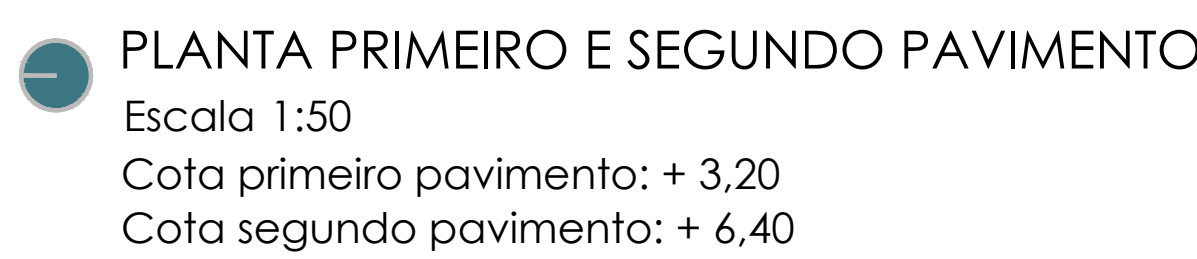 PLANTA PRIMEIRO E SEGUNDO PAVIMENTO
Escala 1:50
Cota primeiro pavimento: + 3,20
Cota segundo pavimento: + 6,40